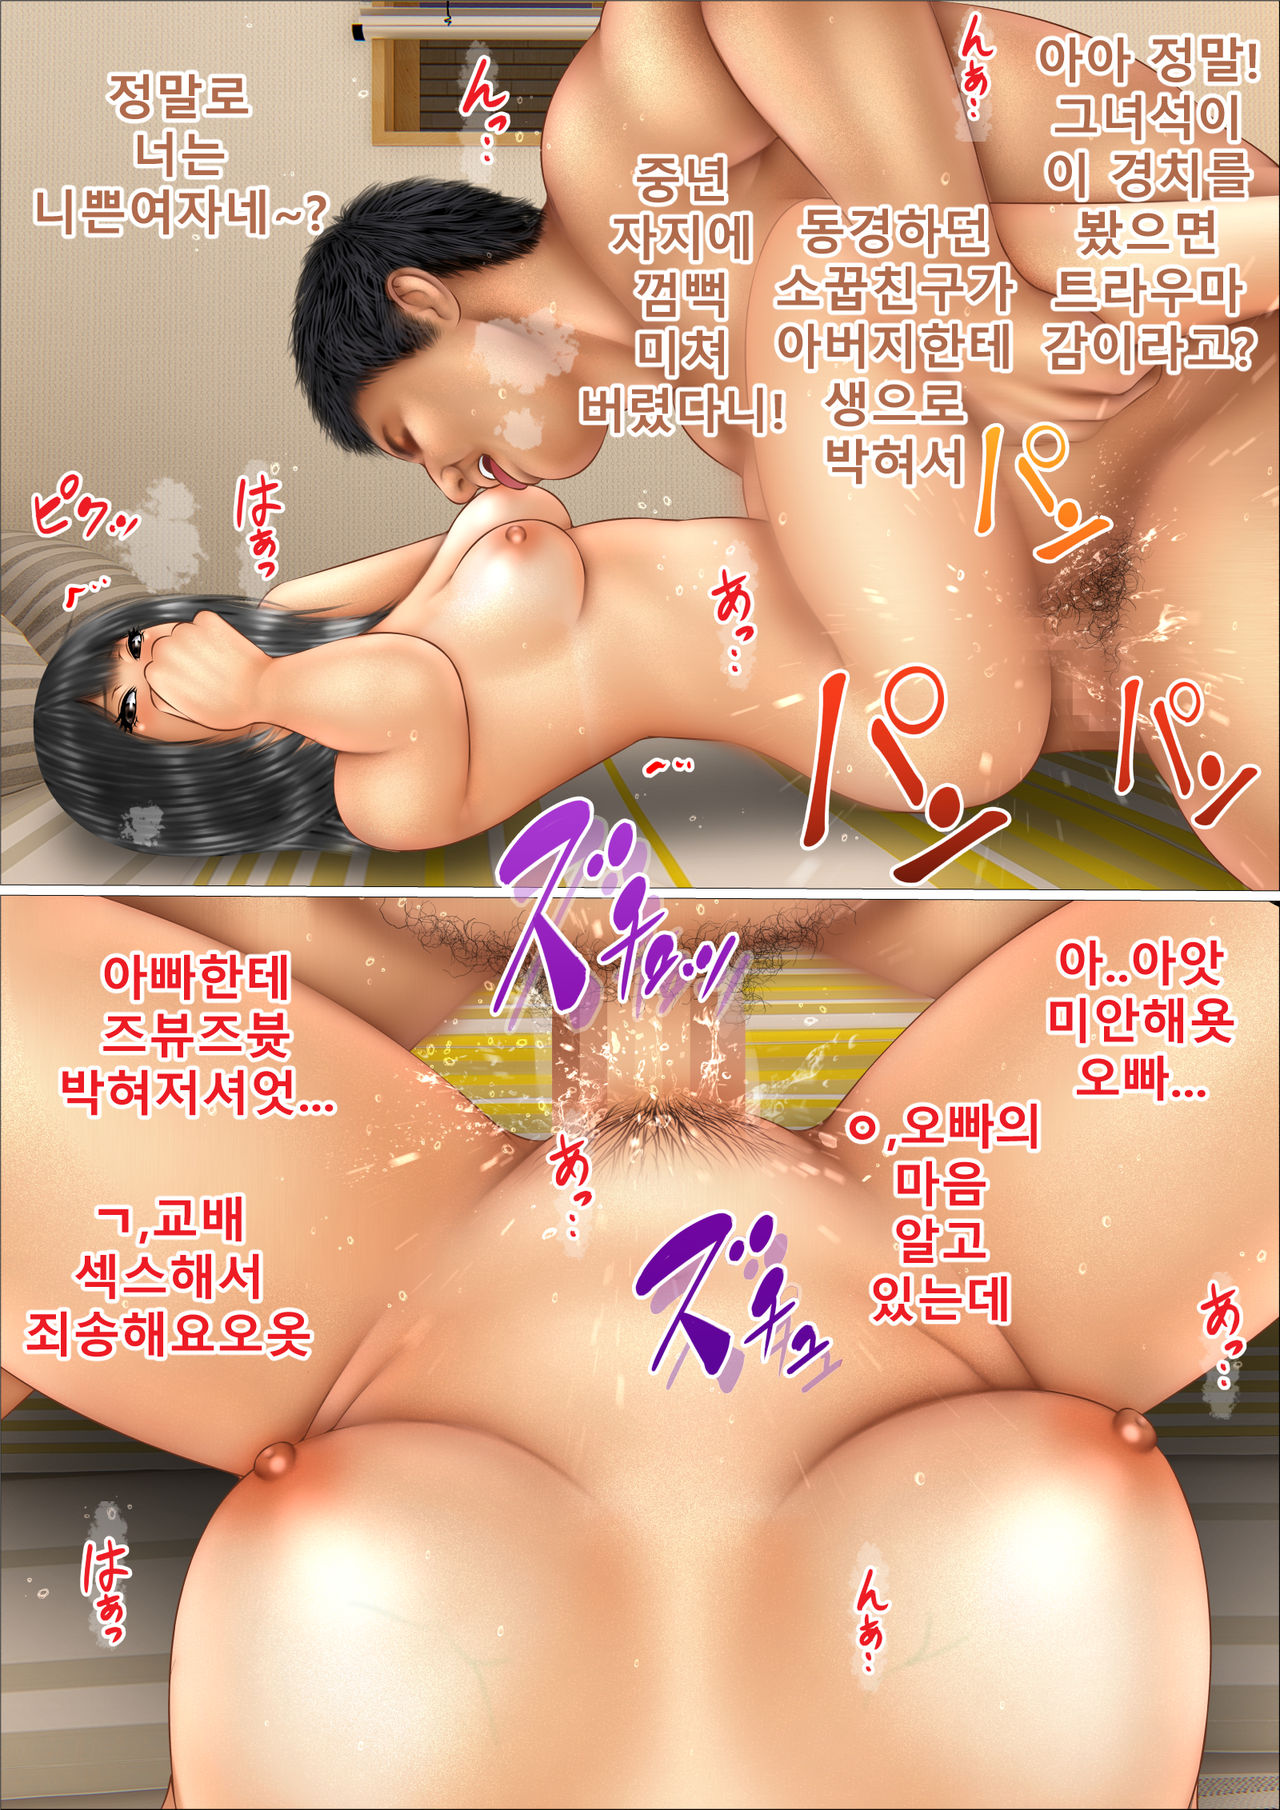 아아 정말!
그녀석이
이 경치를
봤으면
트라우마
감이라고?
동경하던
소꿉친구가
아버지한테
생으로
박혀서
중년
자지에
껌뻑
미쳐
버렸다니!
정말로
너는
니쁜여자네~?
んぁ…
んっ…
はぁっ
ピクッ
あっ…
パン
パン
パン
ズチュッ
아..아앗
미안해욧
오빠...
ㅇ,오빠의
마음
알고
있는데
아빠한테
즈뷰즈븃
박혀저셔엇...
ㄱ,교배
섹스해서
죄송해요오옷
あっ…
ズチュ
あっ…
んぁ…
はぁっ